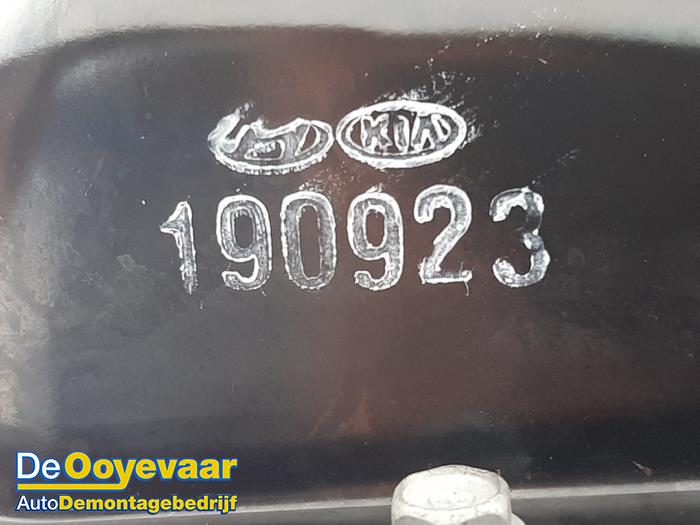 KIA
190923
De Ooyevaar
AutoDemontagebedrijf